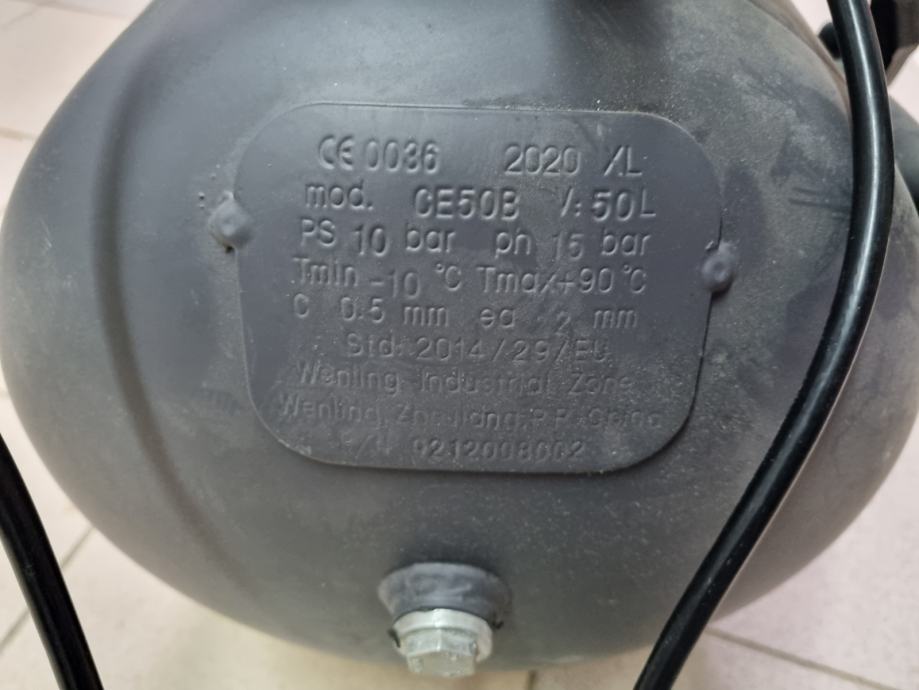 CE 0036 2020 XL
mod. CE50B V: 50L
PS 10 bar ph 15 bar
Tmin -10 °C Tmax+90 °C
C 0.5 mm ea 2 mm
Std: 2014/29/EU
Wenling Industrial Zone
Wenling, Zhejiang, P.R. China